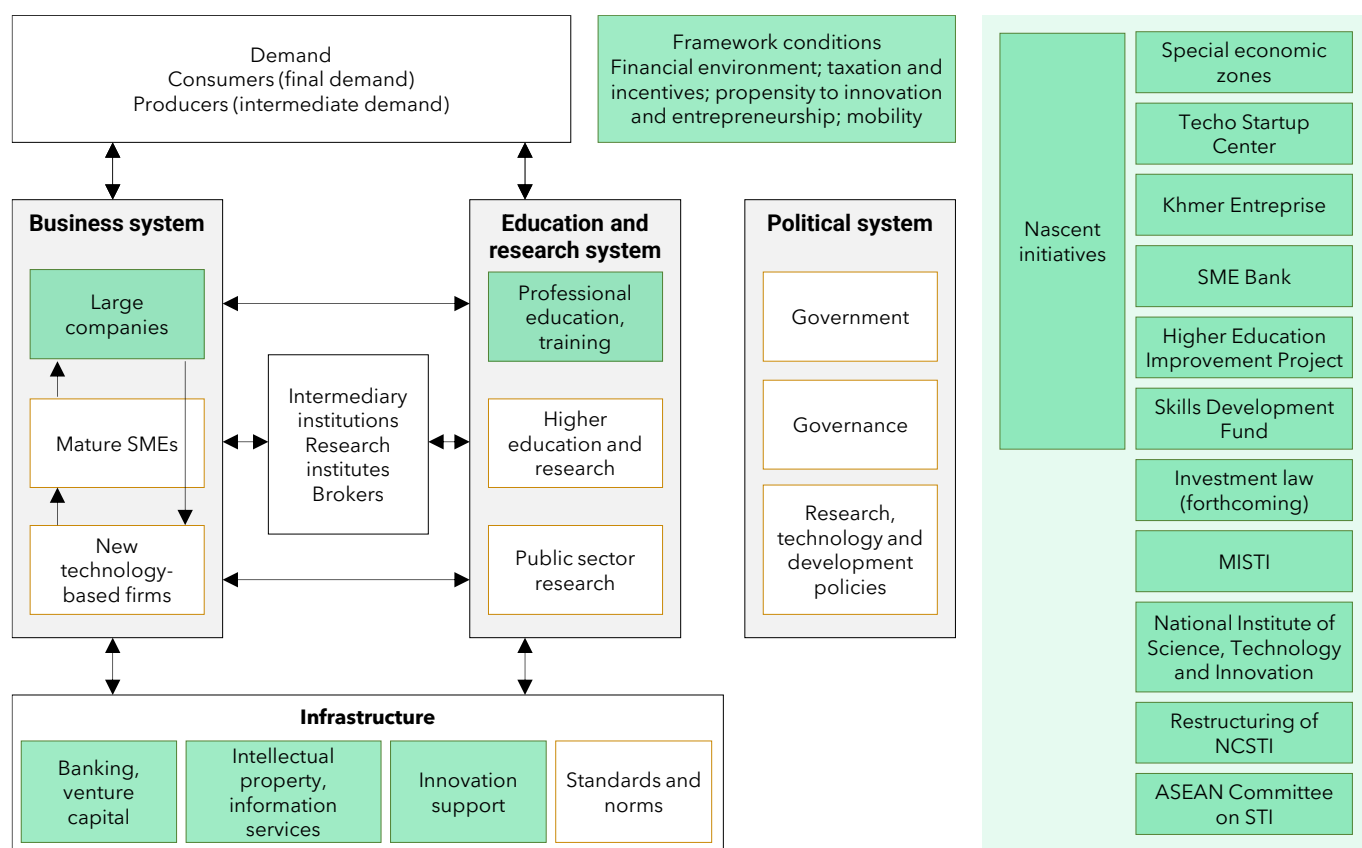 Demand
Consumers (final demand)
Producers (intermediate demand)
Framework conditions
Financial environment; taxation and
incentives; propensity to innovation
and entrepreneurship; mobility
Business system
Large
companies
Mature SMEs
New
technology-
based firms
Intermediary
institutions
Research
institutes
Brokers
Education and
research system
Professional
education,
training
Higher
education and
research
Public sector
research
Political system
Government
Governance
Research,
technology and
development
policies
Infrastructure
Banking,
venture
capital
Intellectual
property,
information
services
Innovation
support
Standards and
norms
Nascent
initiatives
Special economic
zones
Techo Startup
Center
Khmer Entreprise
SME Bank
Higher Education
Improvement Project
Skills Development
Fund
Investment law
(forthcoming)
MISTI
National Institute of
Science, Technology
and Innovation
Restructuring of
NCSTI
ASEAN Committee
on STI